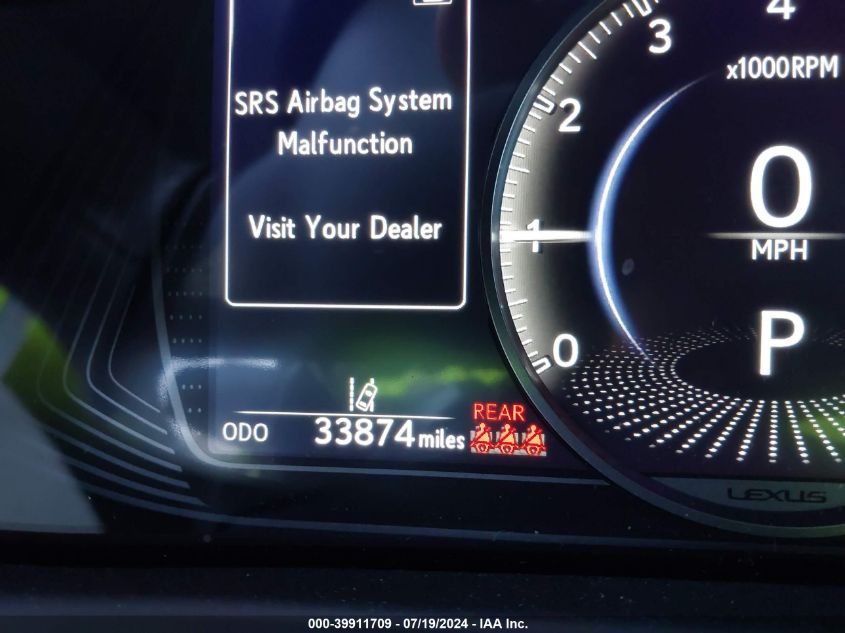 SRS Airbag System
Malfunction
Visit Your Dealer
4
3
x1000RPM
2
0
1
MPH
0
P
REAR
ODO 33874 miles
LEXUS
000-39911709 - 07/19/2024 - IAA Inc.